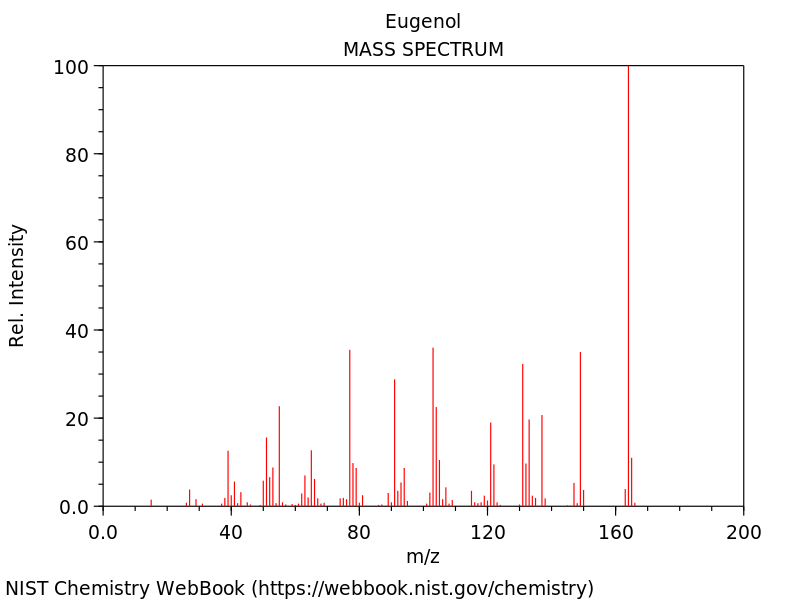 Eugenol
MASS SPECTRUM
100
80
60
40
20
0.0
Rel. Intensity
0.0 40 80 120 160 200
m/z
NIST Chemistry WebBook (https://webbook.nist.gov/chemistry)